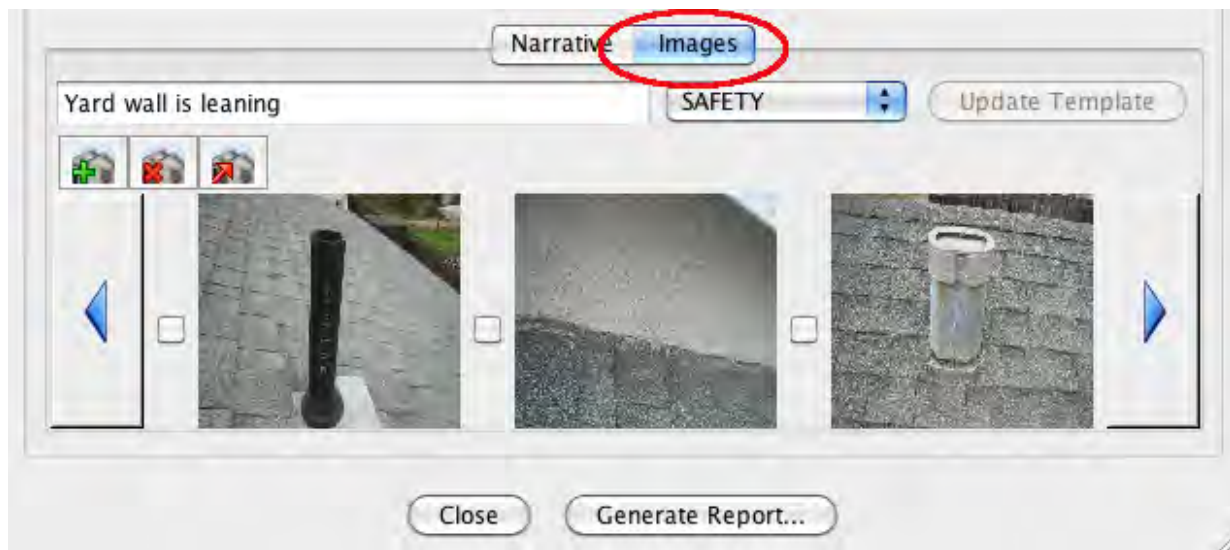 Narrative Images
Yard wall is leaning SAFETY Update Template
Close Generate Report...